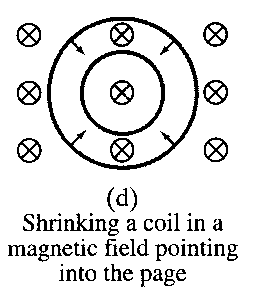 (d)
Shrinking a coil in a
magnetic field pointing
into the page